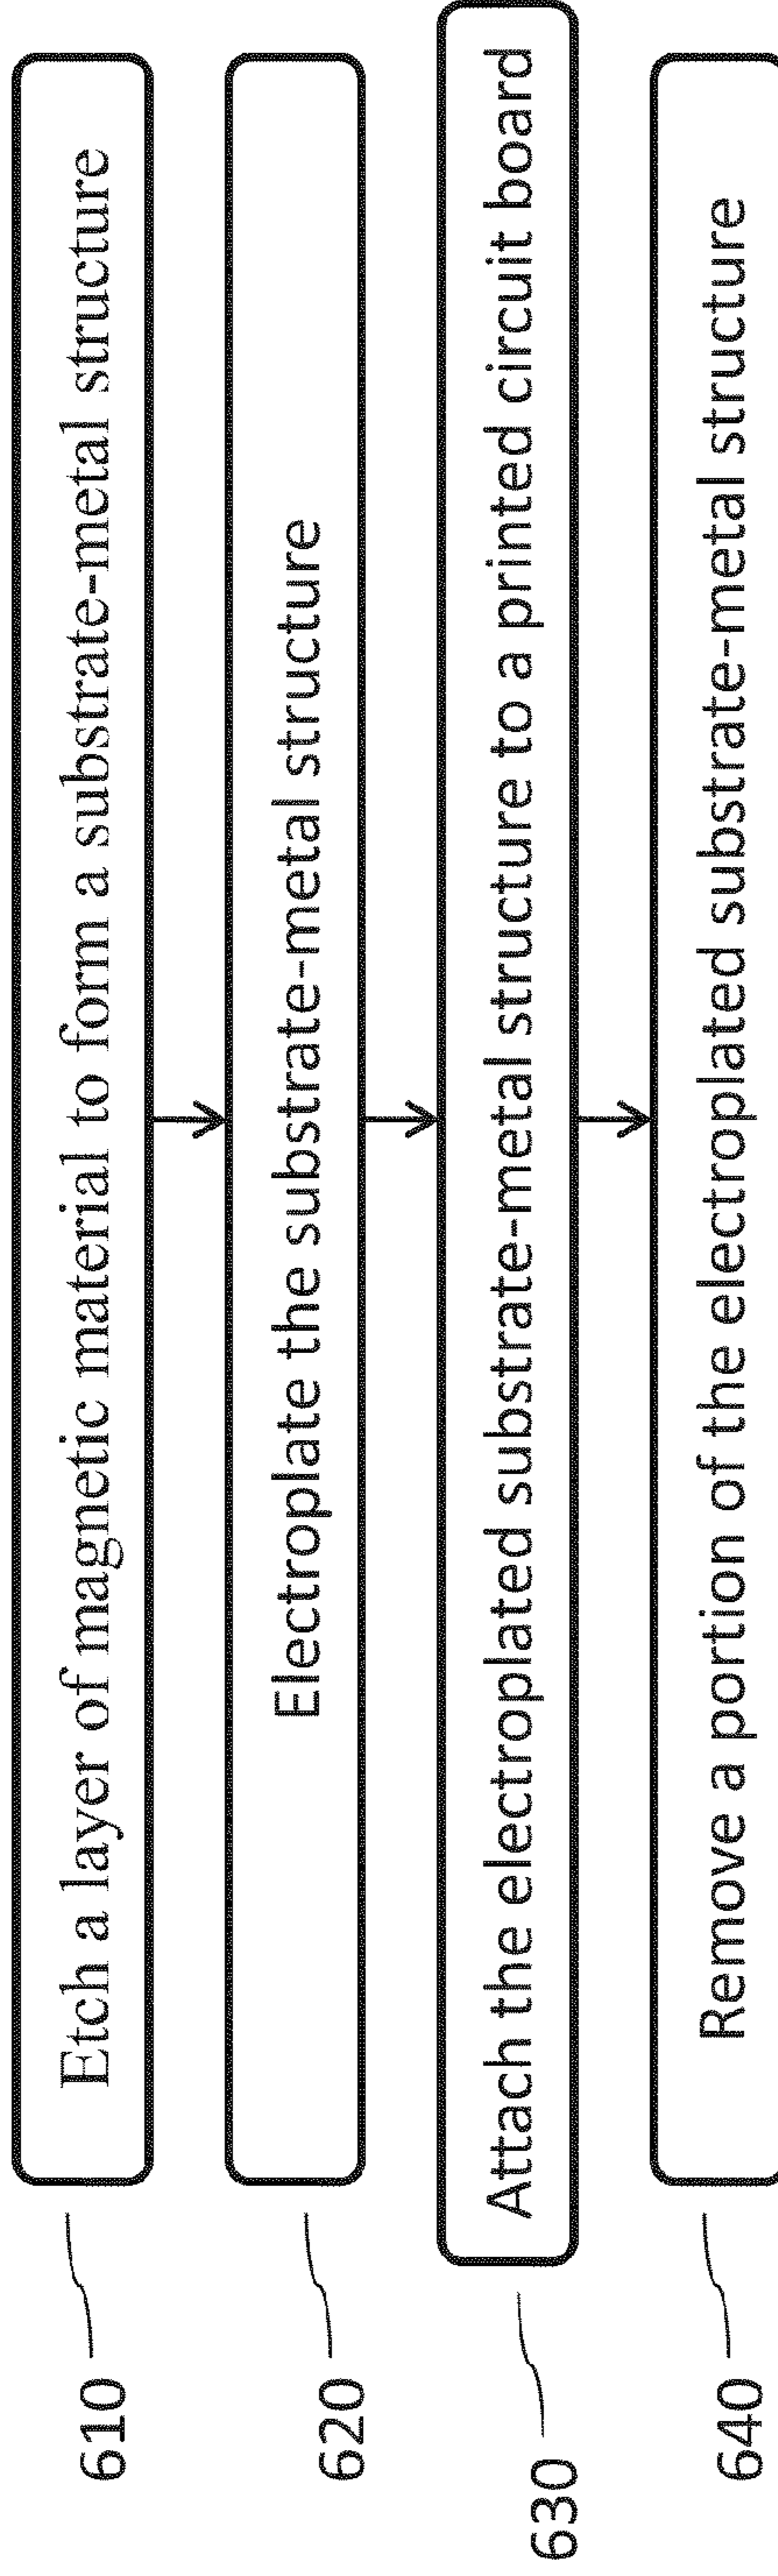 610
Etch a layer of magnetic material to form a substrate-metal structure
620
Electroplate the substrate-metal structure
630
Attach the electroplated substrate-metal structure to a printed circuit board
640
Remove a portion of the electroplated substrate-metal structure